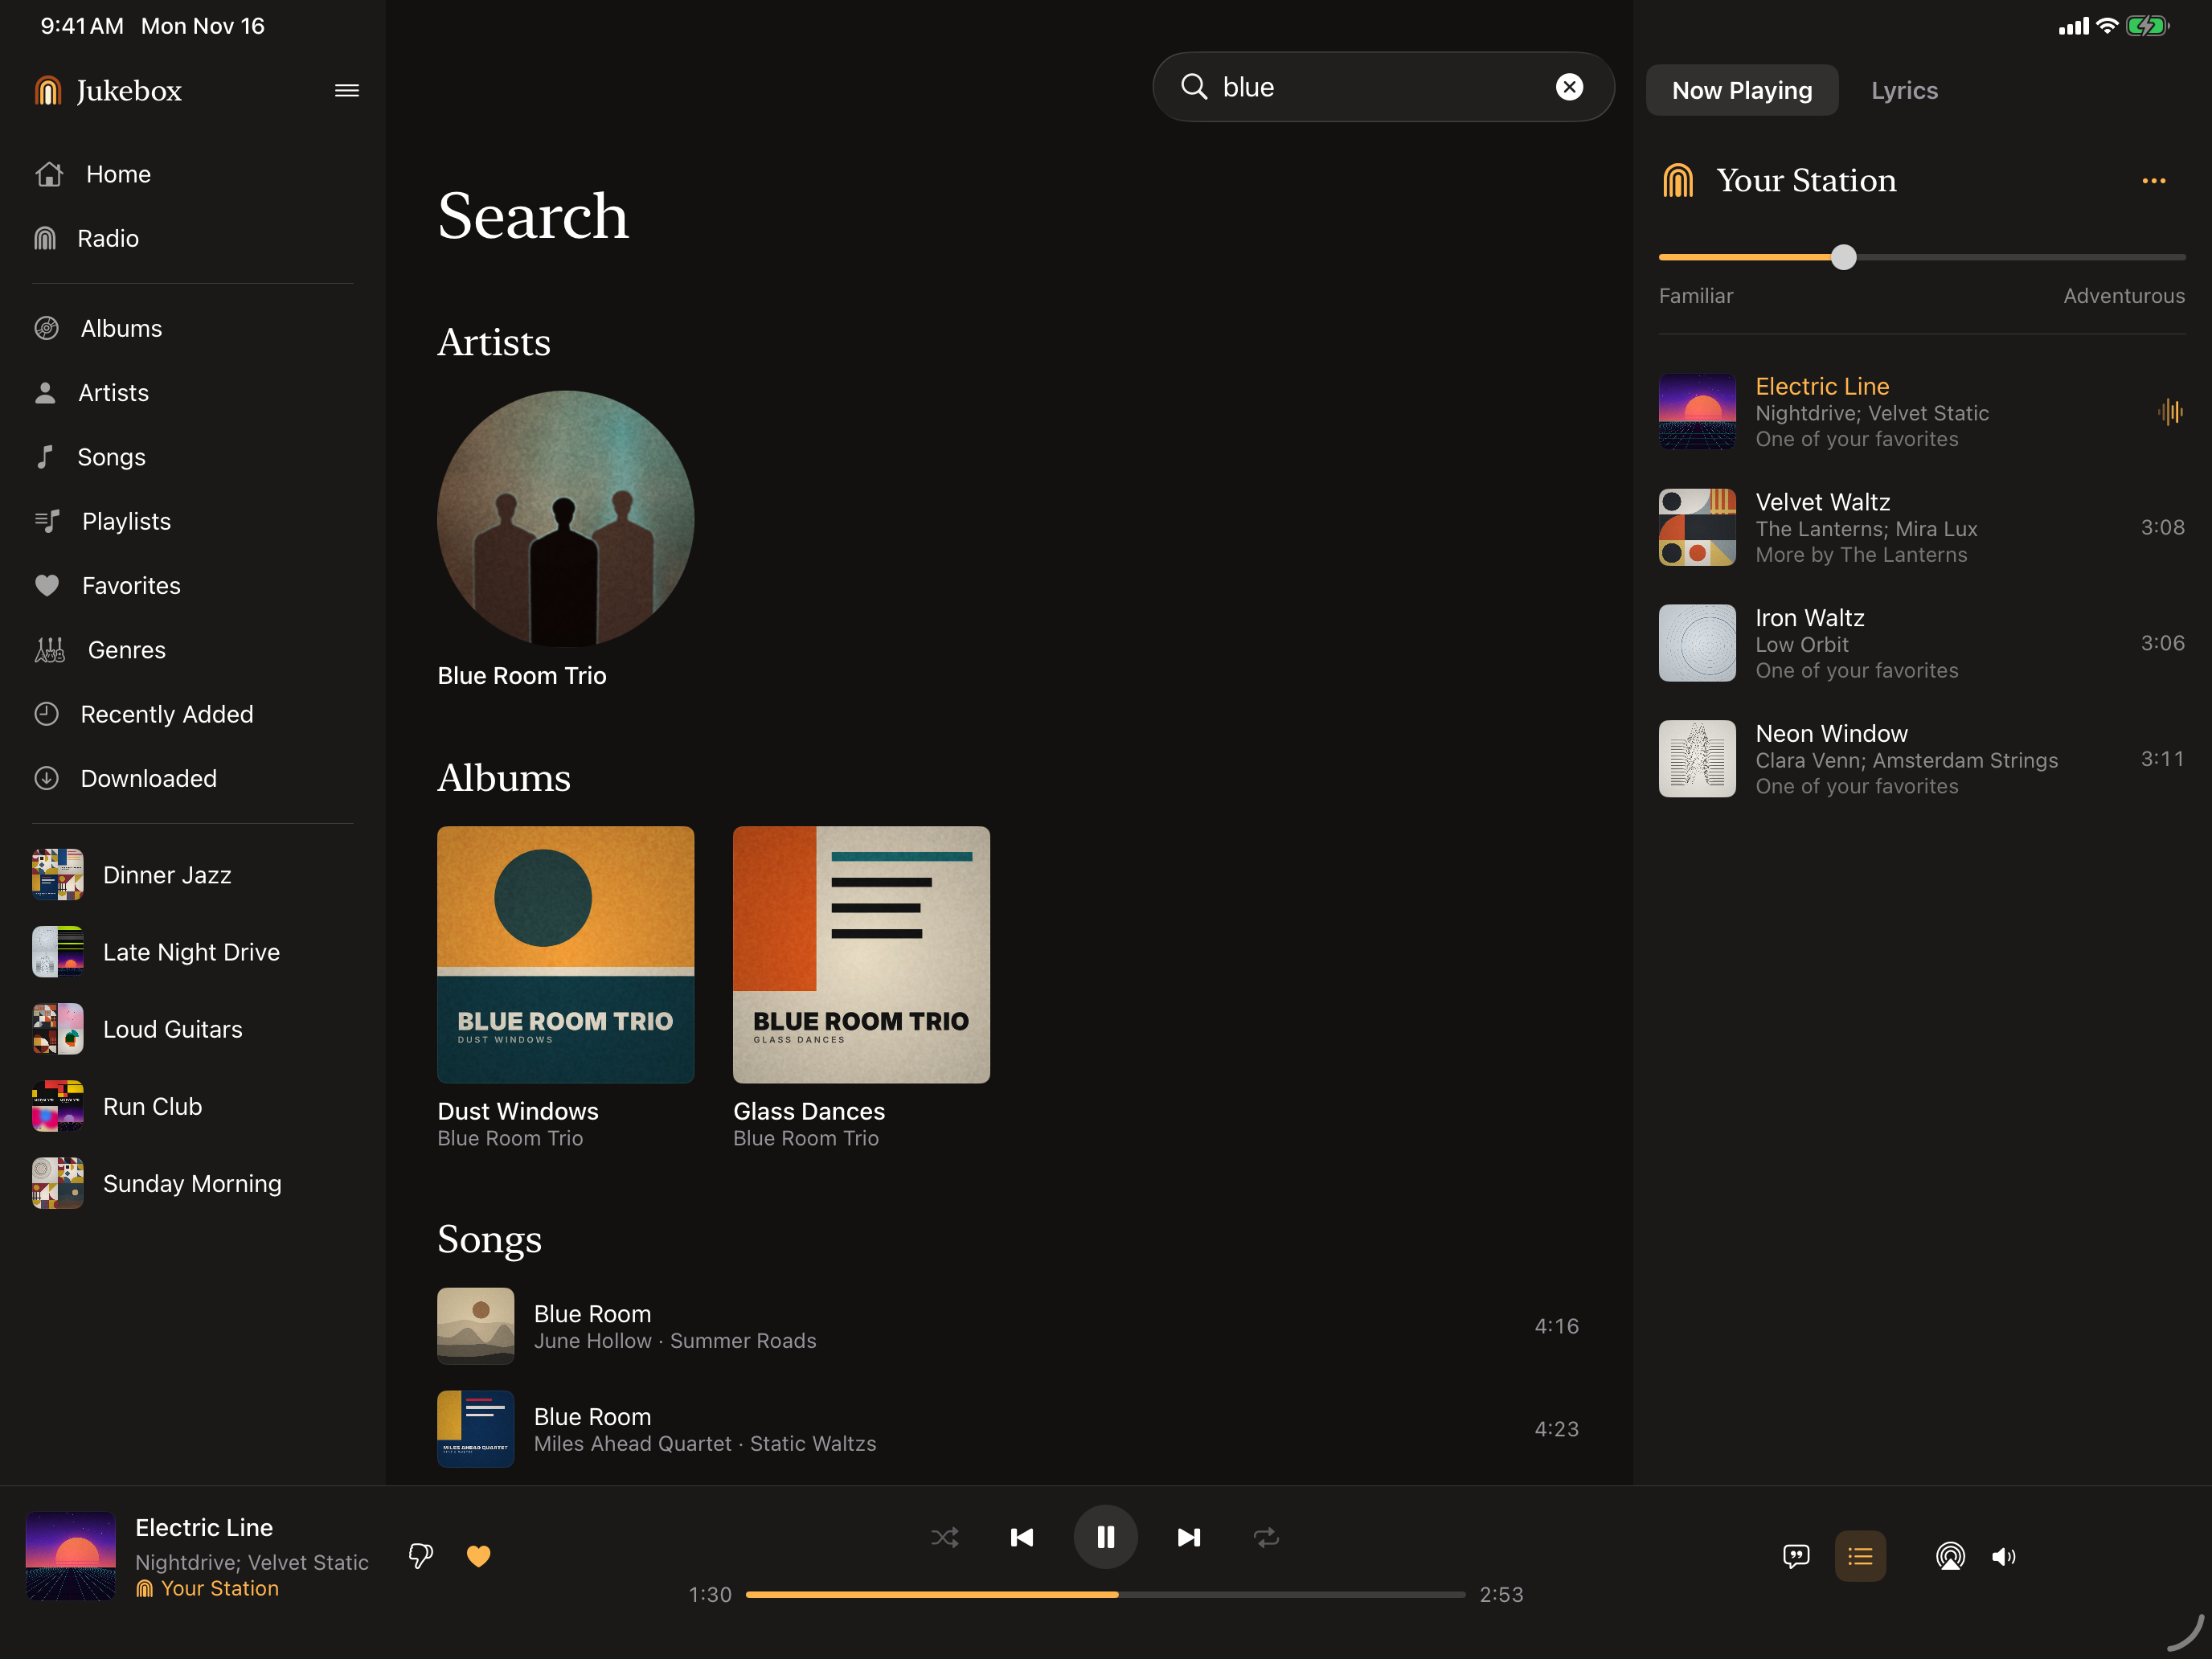 9:41 AM Mon Nov 16
Jukebox
Home
Radio
Albums
Artists
Songs
Playlists
Favorites
Genres
Recently Added
Downloaded
Dinner Jazz
Late Night Drive
Loud Guitars
Run Club
Sunday Morning
blue
Search
Artists
Blue Room Trio
Albums
BLUE ROOM TRIO
DUST WINDOWS
Dust Windows
Blue Room Trio
BLUE ROOM TRIO
GLASS DANCES
Glass Dances
Blue Room Trio
Songs
Blue Room
June Hollow · Summer Roads
4:16
MILES AHEAD QUARTET
Blue Room
Miles Ahead Quartet · Static Waltzs
4:23
Now Playing
Lyrics
Your Station
Familiar
Adventurous
Electric Line
Nightdrive; Velvet Static
One of your favorites
Velvet Waltz
The Lanterns; Mira Lux
More by The Lanterns
3:08
Iron Waltz
Low Orbit
One of your favorites
3:06
Neon Window
Clara Venn; Amsterdam Strings
One of your favorites
3:11
Electric Line
Nightdrive; Velvet Static
Your Station
1:30
2:53